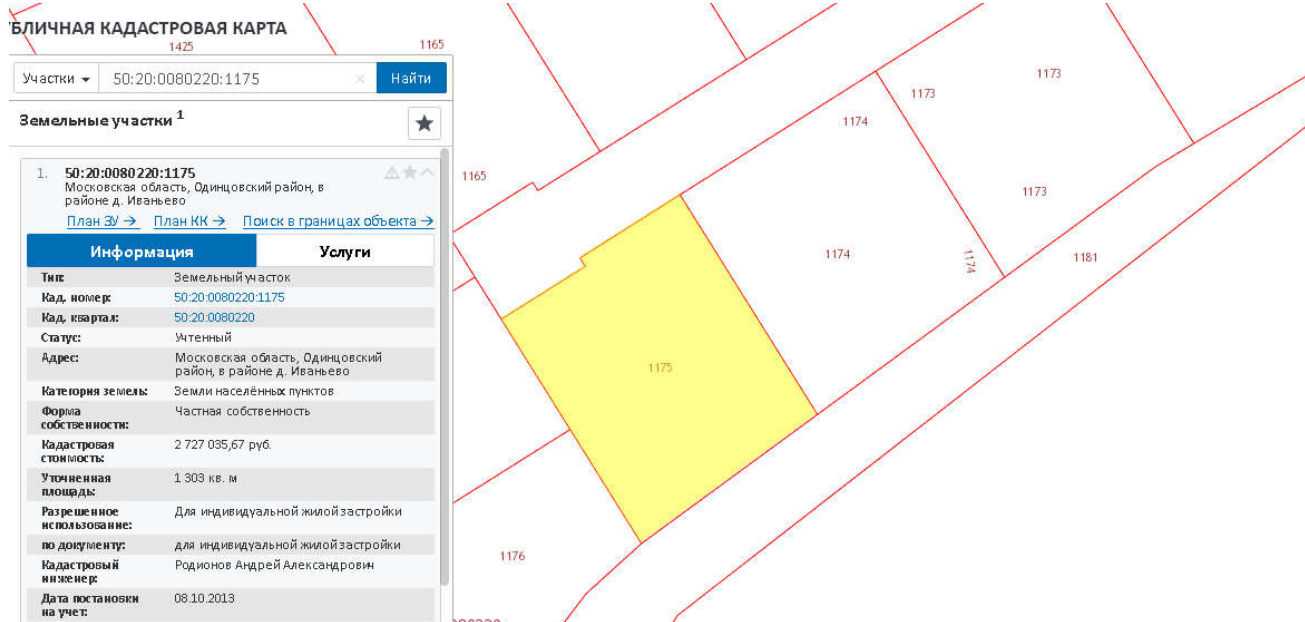 БЛИЧНАЯ КАДАСТРОВАЯ КАРТА
1425
1165
Участки
50:20:0080220:1175
×
Найти
Земельные участки 1
1. 50:20:0080220:1175
Московская область, Одинцовский район, в
районе д. Иваньево
План ЗУ → План КК → Поиск в границах объекта →
Информация
Услуги
Тип: Земельный участок
Кад. номер: 50:20:0080220:1175
Кад. квартал: 50:20:0080220
Статус: Учтенный
Адрес: Московская область, Одинцовский
район, в районе д. Иваньево
Категория земель: Земли населённых пунктов
Форма
собственности: Частная собственность
Кадастровая
стоимость: 2 727 035,67 руб.
Уточненная
площадь: 1 303 кв. м
Разрешенное
использование: Для индивидуальной жилой застройки
по документу: для индивидуальной жилой застройки
Кадастровый
инженер: Родионов Андрей Александрович
Дата постановки
на учет: 08.10.2013
1173
1173
1174
1165
1173
1174
1174
1181
1175
1176